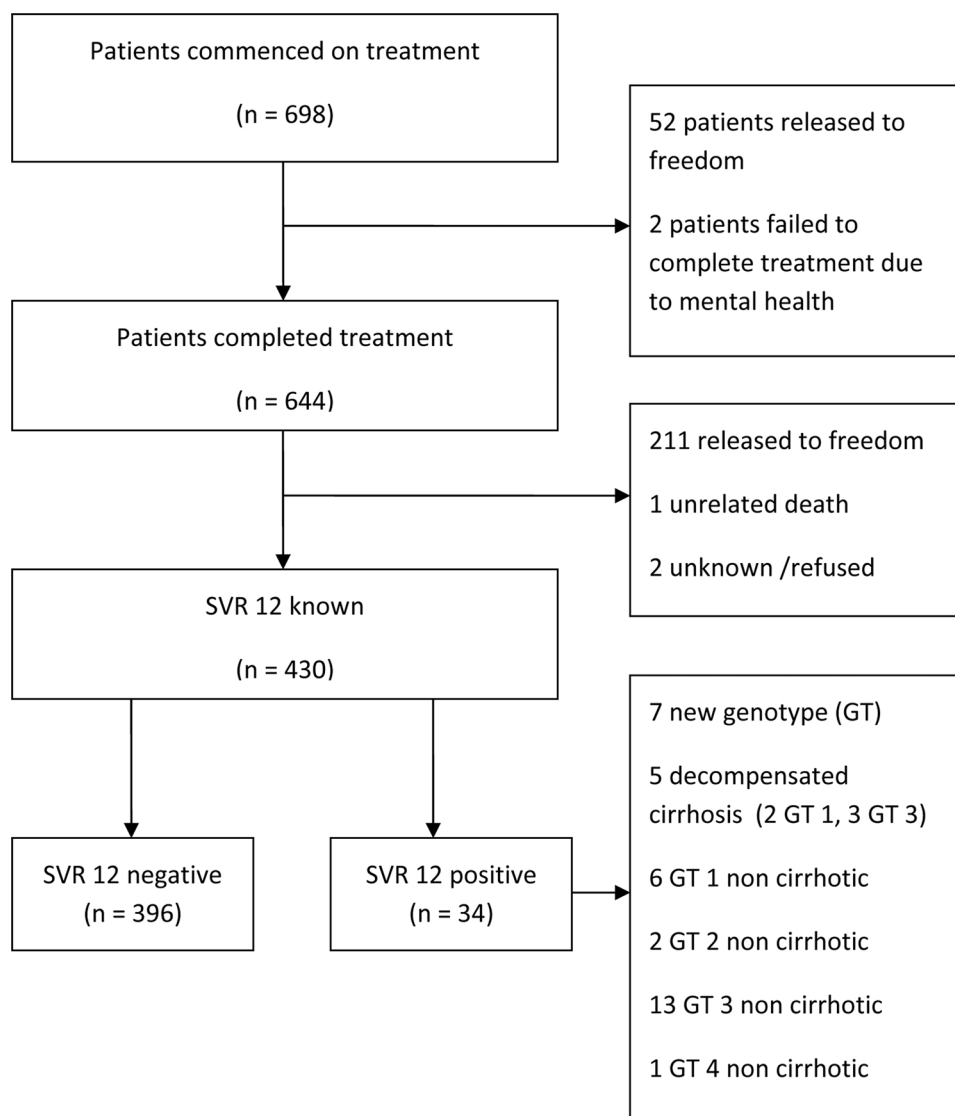 Patients commenced on treatment
(n = 698)
52 patients released to
freedom
2 patients failed to
complete treatment due
to mental health
Patients completed treatment
(n = 644)
211 released to freedom
1 unrelated death
2 unknown /refused
SVR 12 known
(n = 430)
SVR 12 negative
(n = 396)
SVR 12 positive
(n = 34)
7 new genotype (GT)
5 decompensated
cirrhosis (2 GT 1, 3 GT 3)
6 GT 1 non cirrhotic
2 GT 2 non cirrhotic
13 GT 3 non cirrhotic
1 GT 4 non cirrhotic